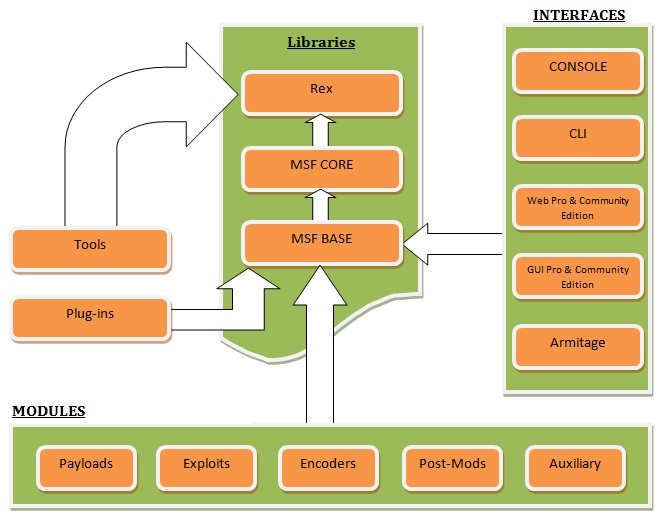 Libraries
Rex
MSF CORE
MSF BASE
Tools
Plug-ins
INTERFACES
CONSOLE
CLI
Web Pro & Community
Edition
GUI Pro & Community
Edition
Armitage
MODULES
Payloads
Exploits
Encoders
Post-Mods
Auxiliary